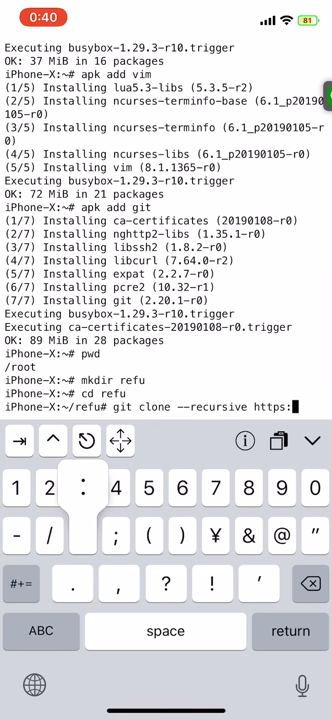 0:40
81
Executing busybox-1.29.3-r10.trigger
OK: 37 MiB in 16 packages
iPhone-X:~# apk add vim
(1/5) Installing lua5.3-libs (5.3.5-r2)
(2/5) Installing ncurses-terminfo-base (6.1_p20190
105-r0)
(3/5) Installing ncurses-terminfo (6.1_p20190105-r
0)
(4/5) Installing ncurses-libs (6.1_p20190105-r0)
(5/5) Installing vim (8.1.1365-r0)
Executing busybox-1.29.3-r10.trigger
OK: 72 MiB in 21 packages
iPhone-X:~# apk add git
(1/7) Installing ca-certificates (20190108-r0)
(2/7) Installing nghttp2-libs (1.35.1-r0)
(3/7) Installing libssh2 (1.8.2-r0)
(4/7) Installing libcurl (7.64.0-r2)
(5/7) Installing expat (2.2.7-r0)
(6/7) Installing pcre2 (10.32-r1)
(7/7) Installing git (2.20.1-r0)
Executing busybox-1.29.3-r10.trigger
Executing ca-certificates-20190108-r0.trigger
OK: 89 MiB in 28 packages
iPhone-X:~# pwd
/root
iPhone-X:~# mkdir refu
iPhone-X:~# cd refu
iPhone-X:~/refu# git clone --recursive https:
1 2 : 4 5 6 7 8 9 0
- / ; ( ) ¥ & @ "
#+= . , ? ! '
ABC space return